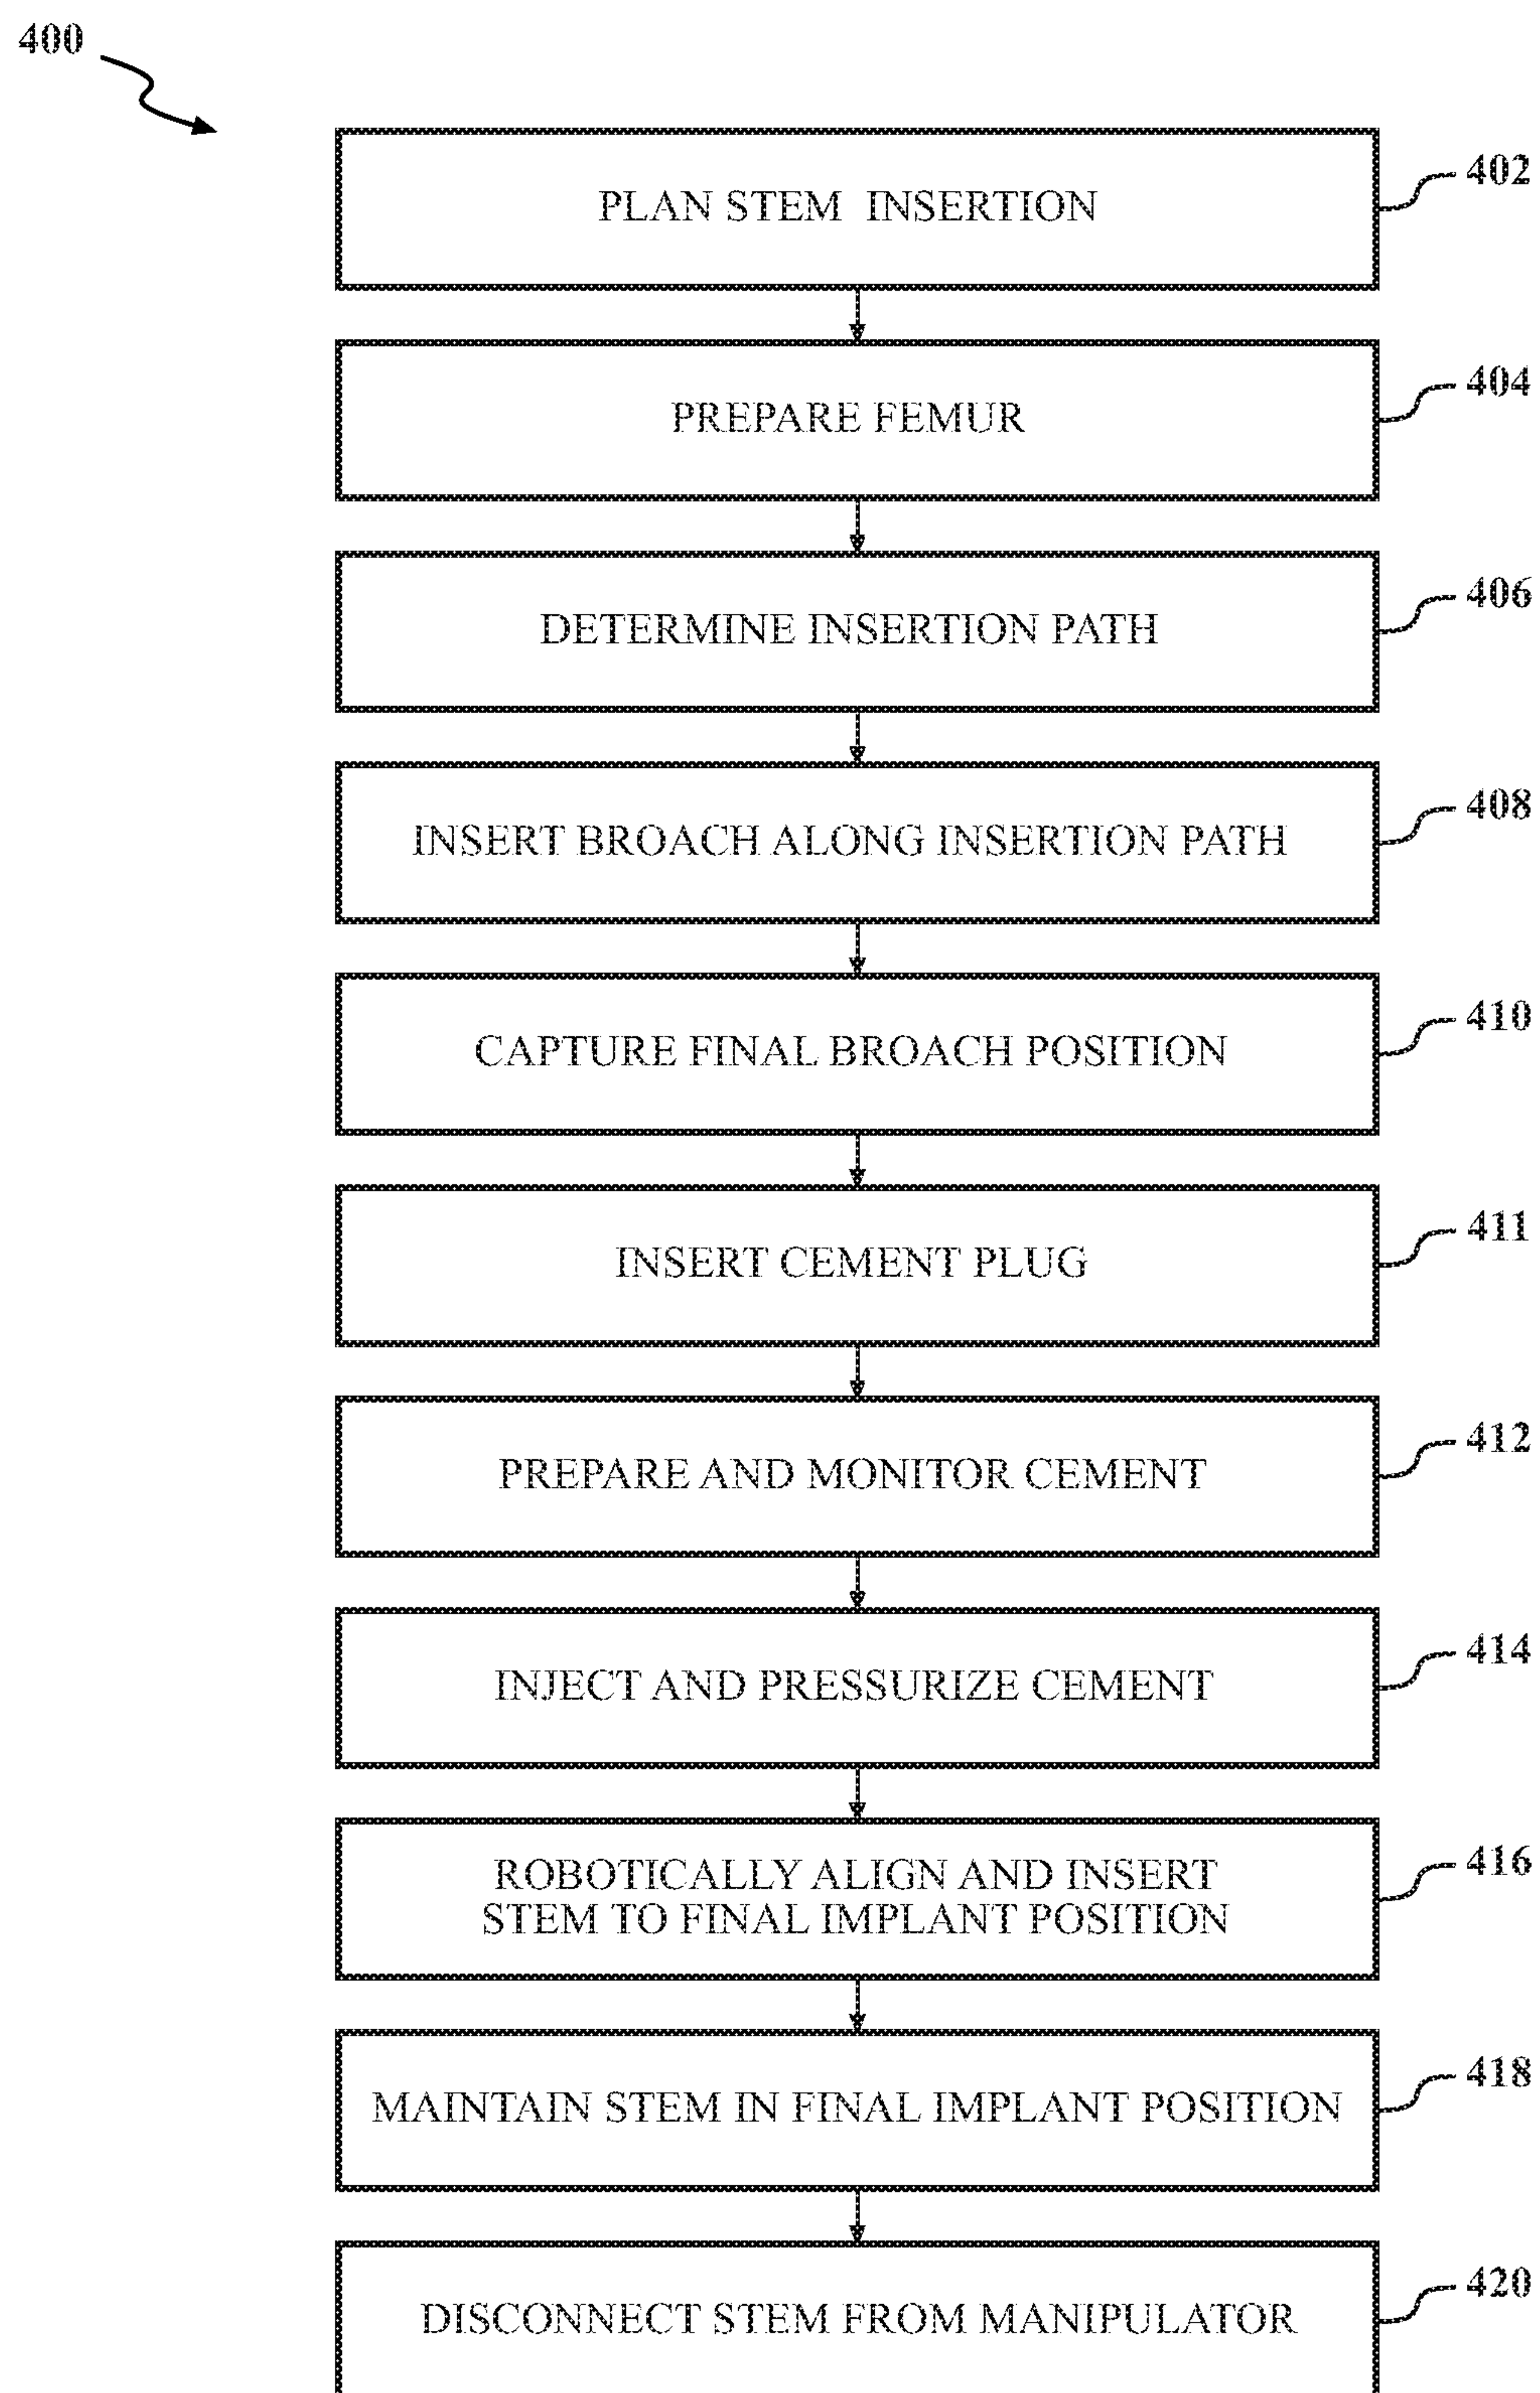 400
PLAN STEM INSERTION
402
PREPARE FEMUR
404
DETERMINE INSERTION PATH
406
INSERT BROACH ALONG INSERTION PATH
408
CAPTURE FINAL BROACH POSITION
410
INSERT CEMENT PLUG
411
PREPARE AND MONITOR CEMENT
412
INJECT AND PRESSURIZE CEMENT
414
ROBOTICALLY ALIGN AND INSERT
STEM TO FINAL IMPLANT POSITION
416
MAINTAIN STEM IN FINAL IMPLANT POSITION
418
DISCONNECT STEM FROM MANIPULATOR
420